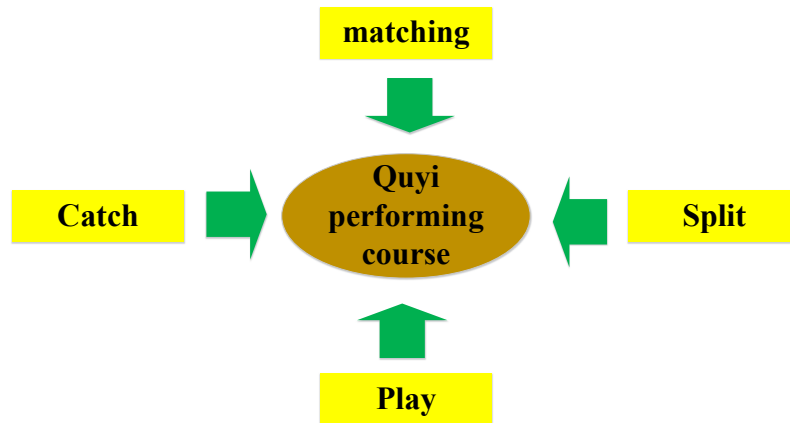 matching
Catch
Quyi
performing
course
Split
Play